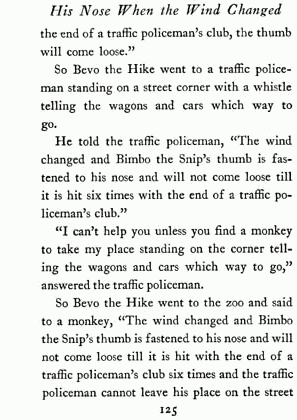 His Nose When the Wind Changed
the end of a traffic policeman's club, the thumb
will come loose."
So Bevo the Hike went to a traffic police-
man standing on a street corner with a whistle
telling the wagons and cars which way to
go.
He told the traffic policeman, "The wind
changed and Bimbo the Snip's thumb is fas-
tened to his nose and will not come loose till
it is hit six times with the end of a traffic po-
liceman's club."
"I can't help you unless you find a monkey
to take my place standing on the corner tell-
ing the wagons and cars which way to go,"
answered the traffic policeman.
So Bevo the Hike went to the zoo and said
to a monkey, "The wind changed and Bimbo
the Snip's thumb is fastened to his nose and will
not come loose till it is hit with the end of a
traffic policeman's club six times and the traffic
policeman cannot leave his place on the street
125